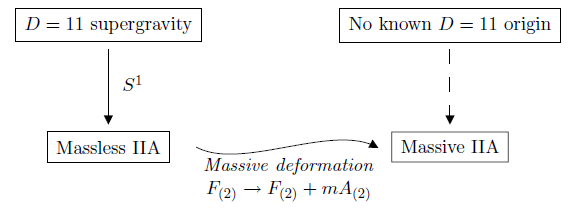 D = 11 supergravity
No known D = 11 origin
S¹
Massless IIA
Massive IIA
Massive deformation
F₍₂₎ → F₍₂₎ + mA₍₂₎